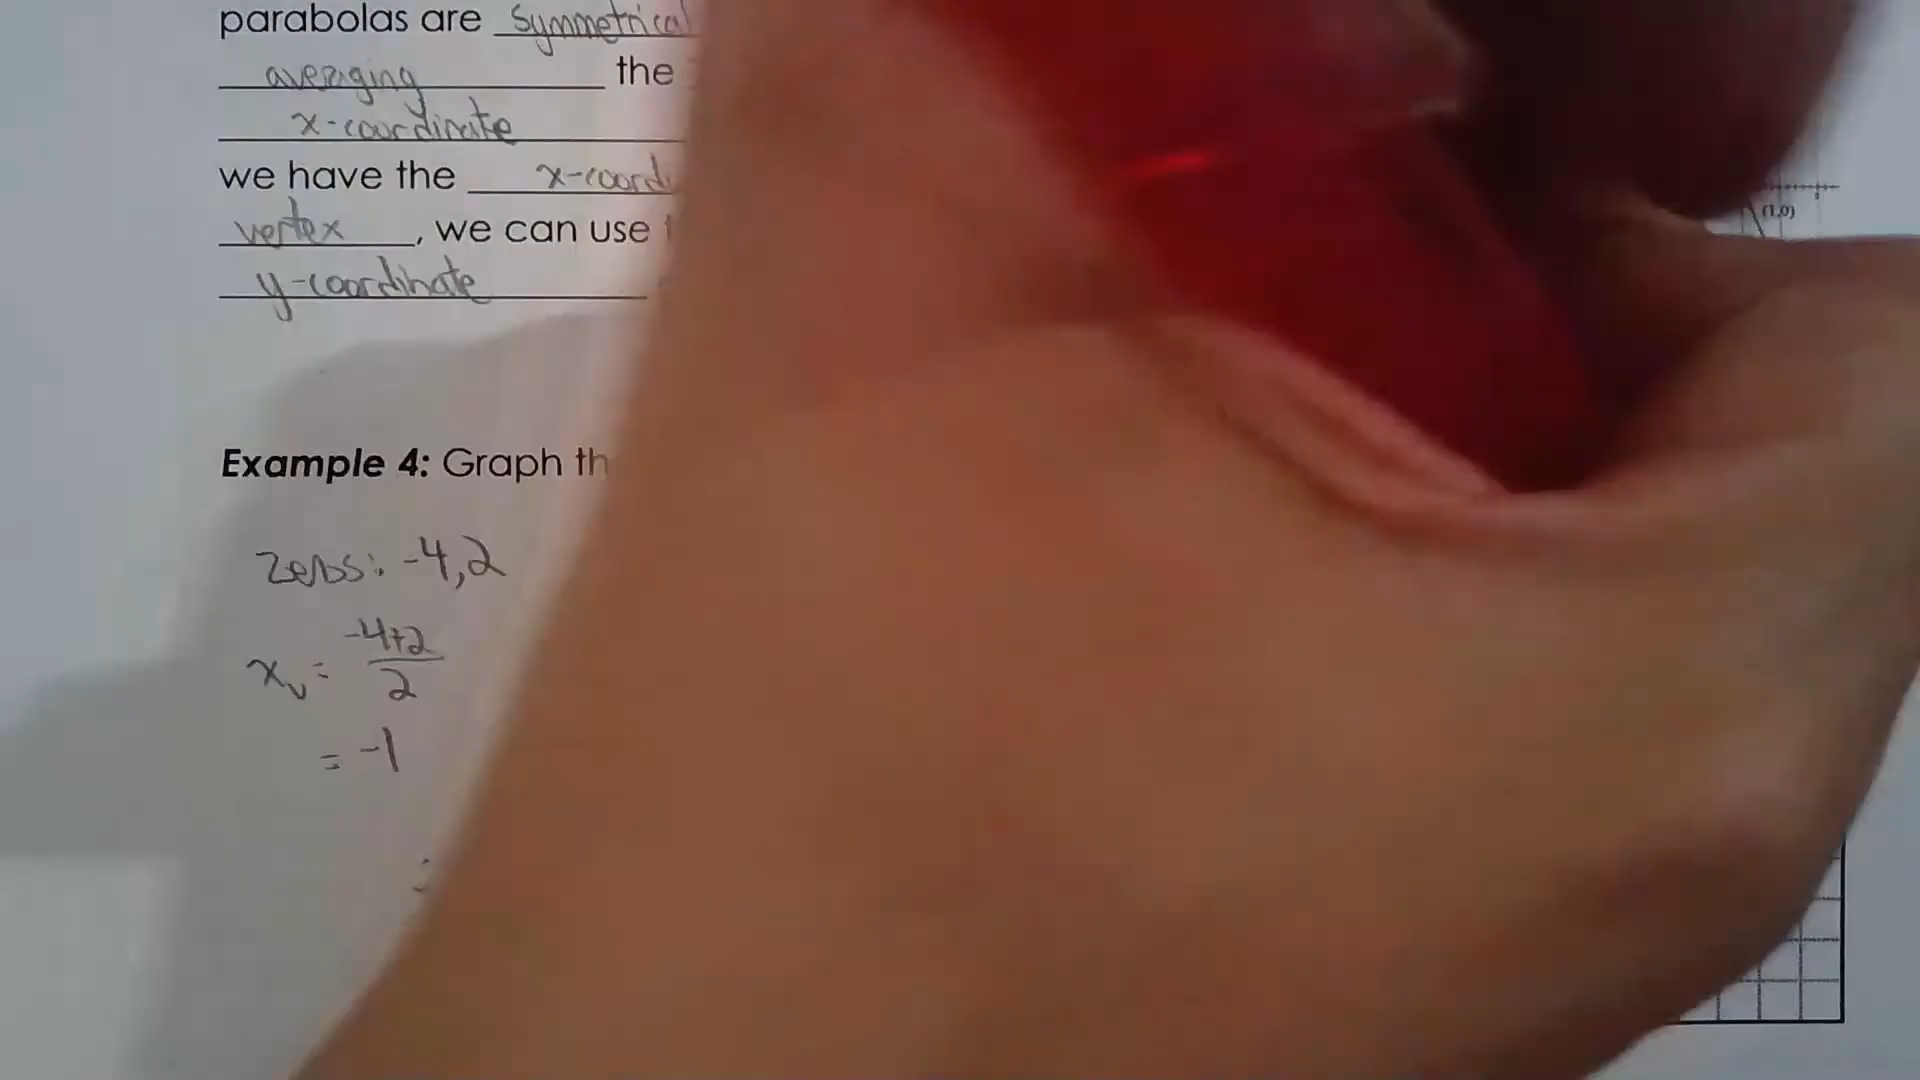 parabolas are symmetrical
averaging the
x-coordinate
we have the x-coordi
vertex, we can use
y-coordinate
(1,0)
Example 4: Graph th
zeros: -4,2
xᵥ = -4+2
2
= -1